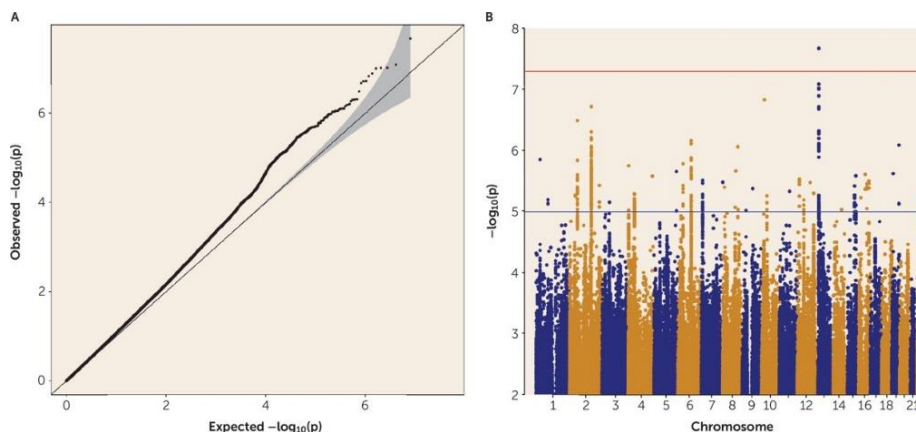 A
Observed −log10(p)
6
4
2
0
0 2 4 6
Expected −log10(p)
B
−log10(p)
8
7
6
5
4
3
2
1 2 3 4 5 6 7 8 9 10 12 14 16 18 21
Chromosome